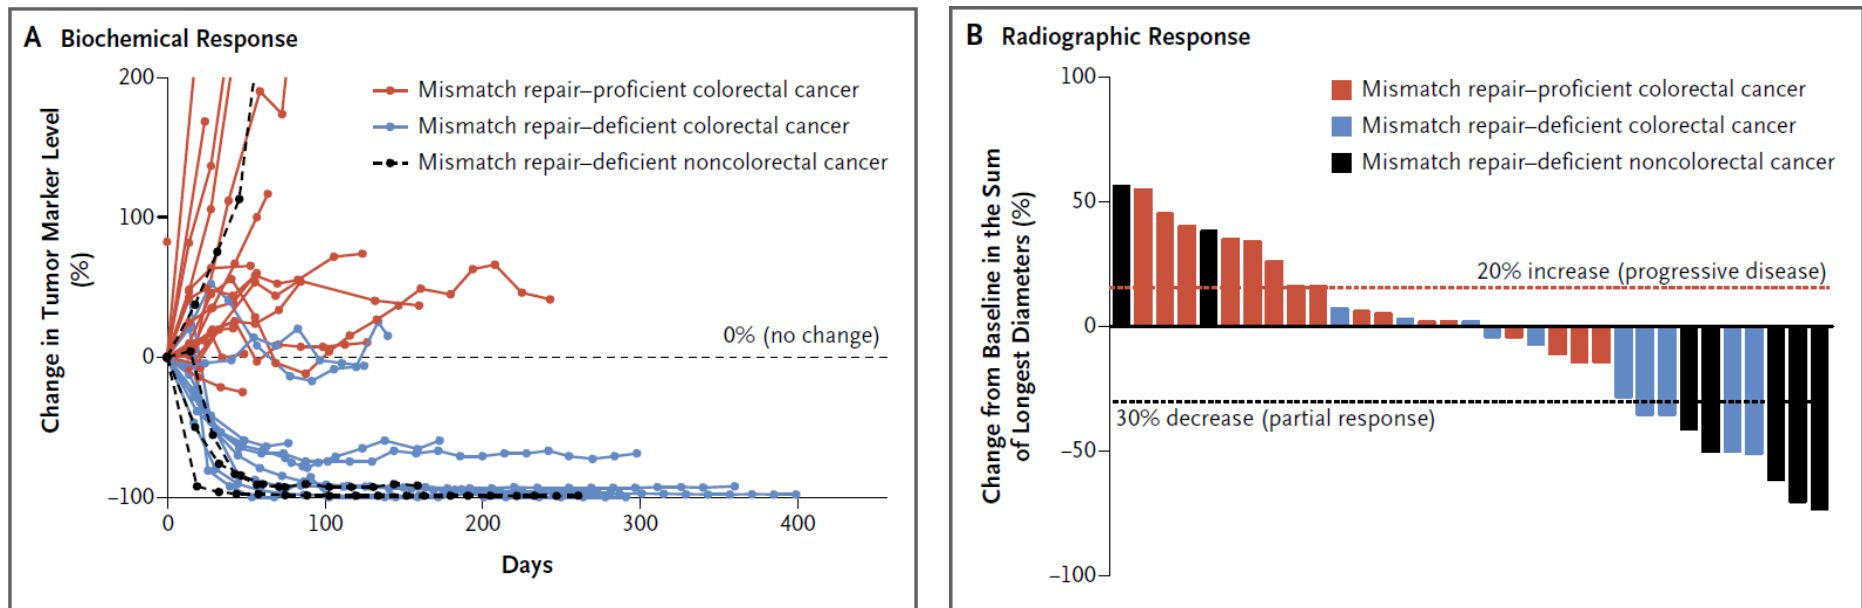 A Biochemical Response
200
100
0
–100
Change in Tumor Marker Level
(%)
Mismatch repair–proficient colorectal cancer
Mismatch repair–deficient colorectal cancer
Mismatch repair–deficient noncolorectal cancer
0% (no change)
0
100
200
300
400
Days
B Radiographic Response
100
50
0
–50
–100
Change from Baseline in the Sum
of Longest Diameters (%)
Mismatch repair–proficient colorectal cancer
Mismatch repair–deficient colorectal cancer
Mismatch repair–deficient noncolorectal cancer
20% increase (progressive disease)
30% decrease (partial response)